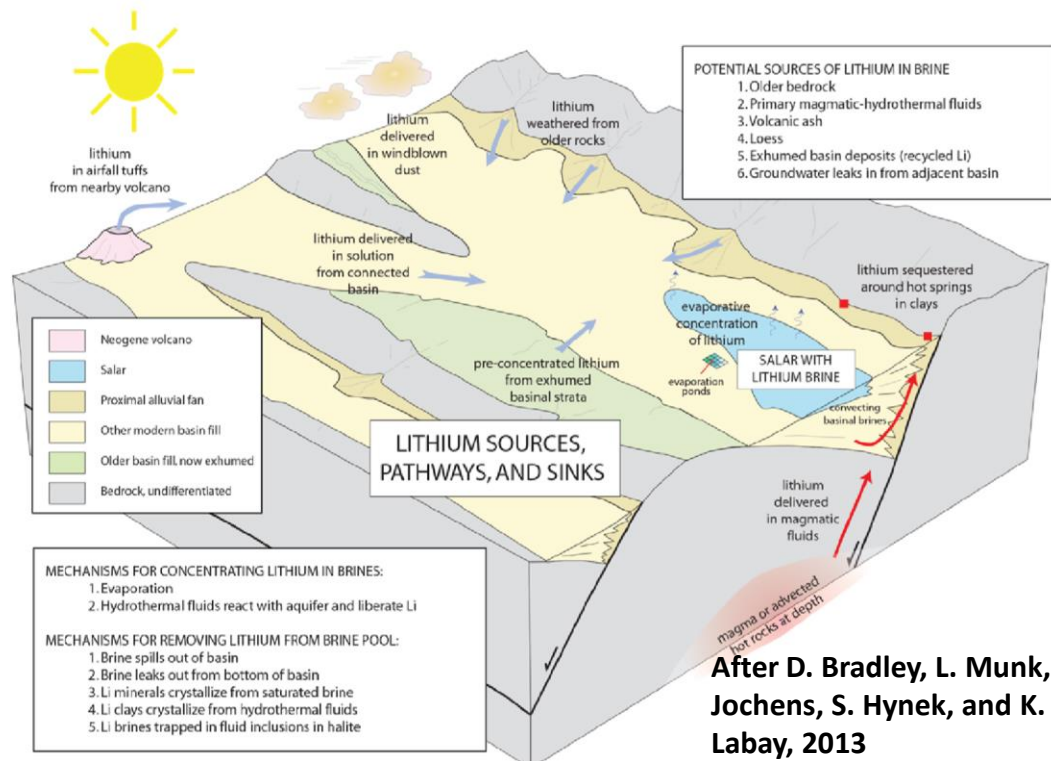 POTENTIAL SOURCES OF LITHIUM IN BRINE
1. Older bedrock
2. Primary magmatic-hydrothermal fluids
3. Volcanic ash
4. Loess
5. Exhumed basin deposits (recycled Li)
6. Groundwater leaks in from adjacent basin
lithium
weathered from
older rocks
lithium
delivered
in windblown
dust
lithium
in airfall tuffs
from nearby volcano
lithium delivered
in solution
from connected
basin
lithium sequestered
around hot springs
in clays
evaporative
concentration
of lithium
SALAR WITH
LITHIUM BRINE
evaporation
ponds
pre-concentrated lithium
from exhumed
basinal strata
convecting
basinal brines
Neogene volcano
Salar
Proximal alluvial fan
Other modern basin fill
Older basin fill, now exhumed
Bedrock, undifferentiated
LITHIUM SOURCES,
PATHWAYS, AND SINKS
lithium
delivered
in magmatic
fluids
magma or advected
hot rocks at depth
MECHANISMS FOR CONCENTRATING LITHIUM IN BRINES:
1. Evaporation
2. Hydrothermal fluids react with aquifer and liberate Li
MECHANISMS FOR REMOVING LITHIUM FROM BRINE POOL:
1. Brine spills out of basin
2. Brine leaks out from bottom of basin
3. Li minerals crystallize from saturated brine
4. Li clays crystallize from hydrothermal fluids
5. Li brines trapped in fluid inclusions in halite
After D. Bradley, L. Munk,
Jochens, S. Hynek, and K.
Labay, 2013